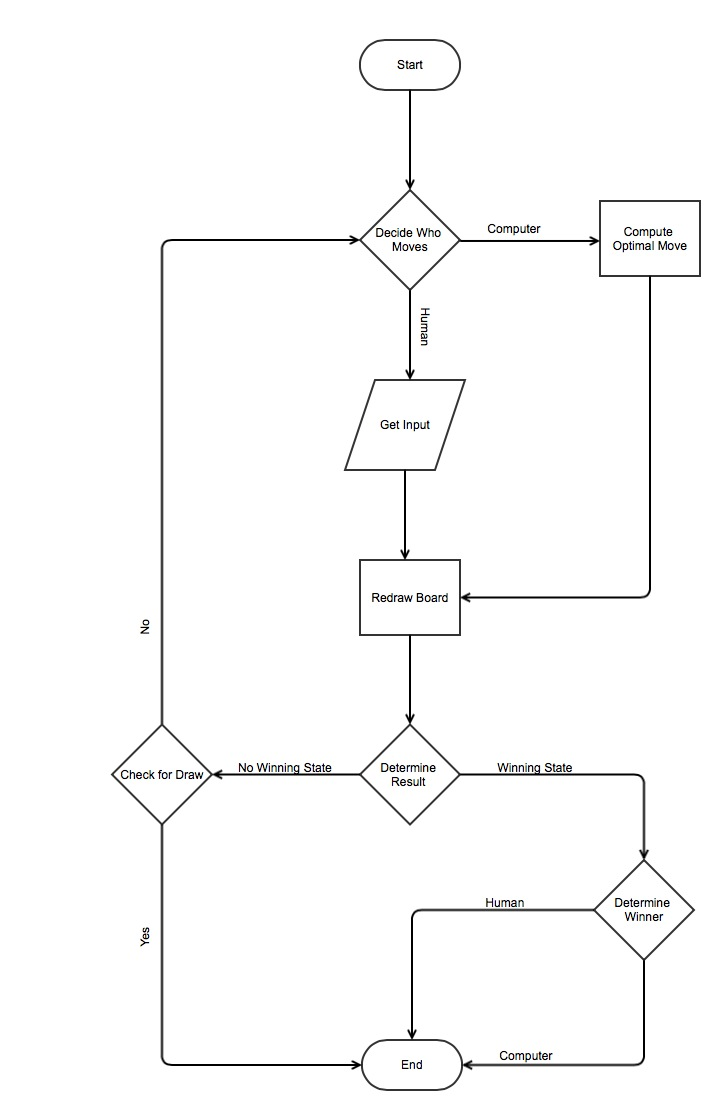 Start
Decide Who
Moves
Computer
Compute
Optimal Move
Human
Get Input
Redraw Board
No
Check for Draw
No Winning State
Determine
Result
Winning State
Determine
Winner
Human
Yes
End
Computer